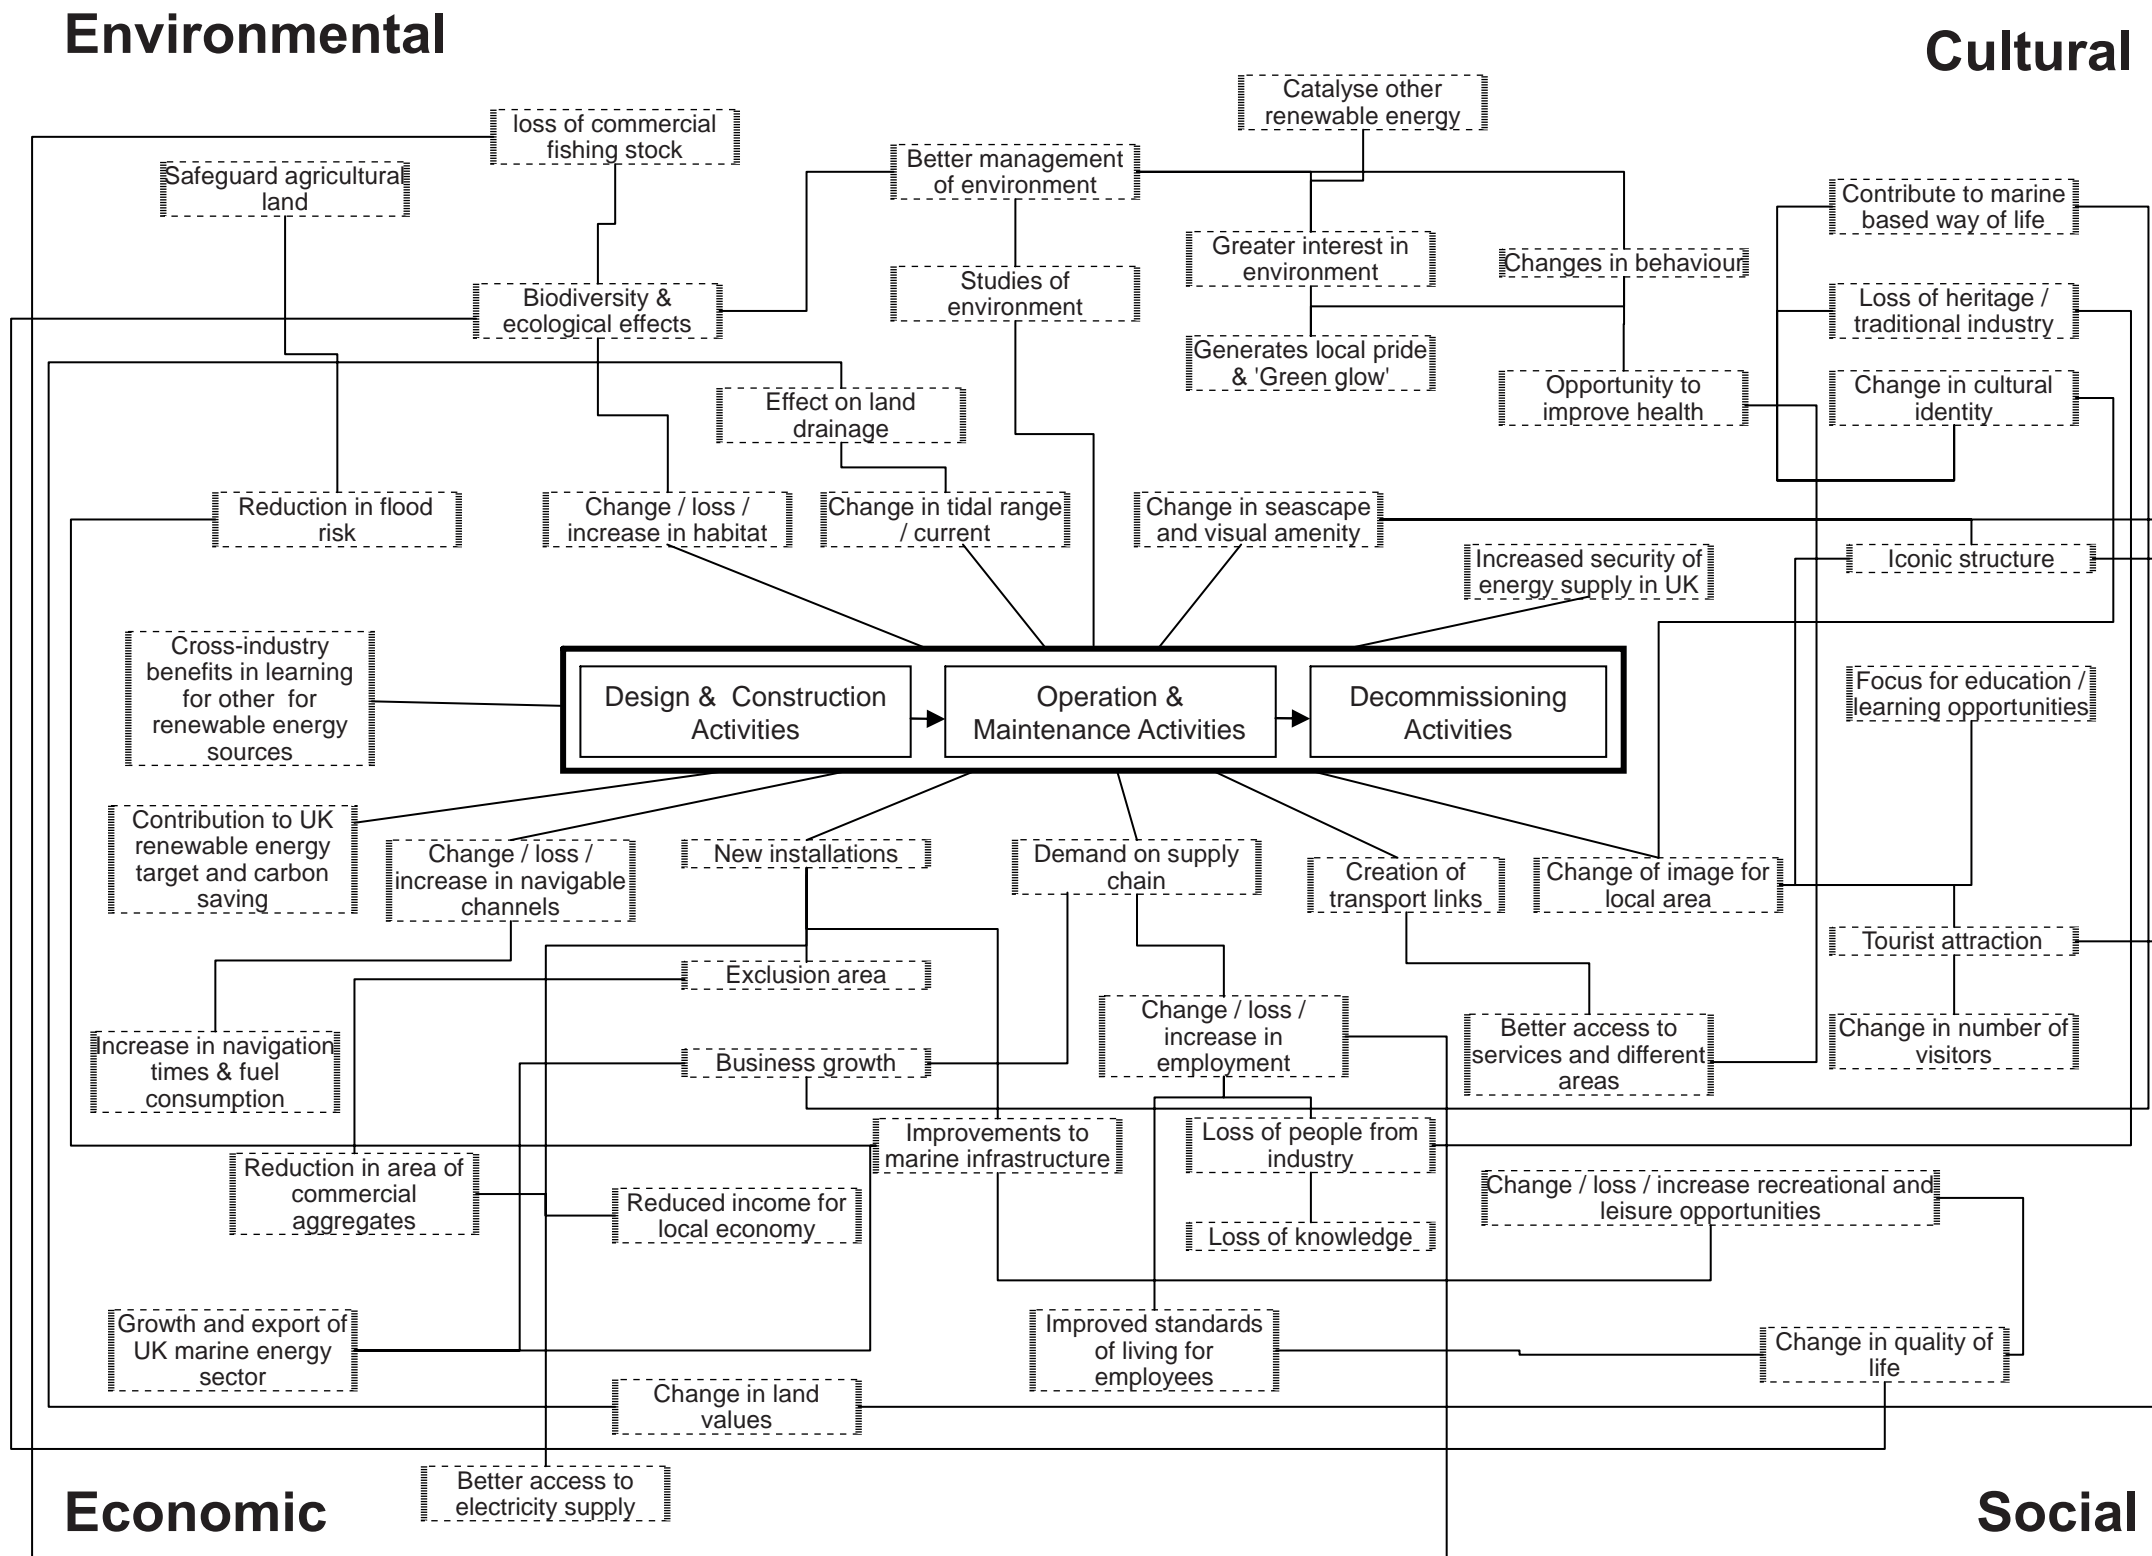 Environmental
Cultural
Catalyse other
renewable energy
loss of commercial
fishing stock
Better management
of environment
Safeguard agricultural
land
Contribute to marine
based way of life
Greater interest in
environment
Changes in behaviour
Studies of
environment
Biodiversity &
ecological effects
Loss of heritage /
traditional industry
Generates local pride
& 'Green glow'
Opportunity to
improve health
Change in cultural
identity
Effect on land
drainage
Reduction in flood
risk
Change / loss /
increase in habitat
Change in tidal range
/ current
Change in seascape
and visual amenity
Increased security of
energy supply in UK
Iconic structure
Cross-industry
benefits in learning
for other  for
renewable energy
sources
Design &  Construction
Activities
Operation &
Maintenance Activities
Decommissioning
Activities
Focus for education /
learning opportunities
Contribution to UK
renewable energy
target and carbon
saving
Change / loss /
increase in navigable
channels
New installations
Demand on supply
chain
Creation of
transport links
Change of image for
local area
Tourist attraction
Exclusion area
Change / loss /
increase in
employment
Better access to
services and different
areas
Change in number of
visitors
Increase in navigation
times & fuel
consumption
Business growth
Improvements to
marine infrastructure
Loss of people from
industry
Reduction in area of
commercial
aggregates
Reduced income for
local economy
Change / loss / increase recreational and
leisure opportunities
Loss of knowledge
Growth and export of
UK marine energy
sector
Improved standards
of living for
employees
Change in quality of
life
Change in land
values
Better access to
electricity supply
Economic
Social